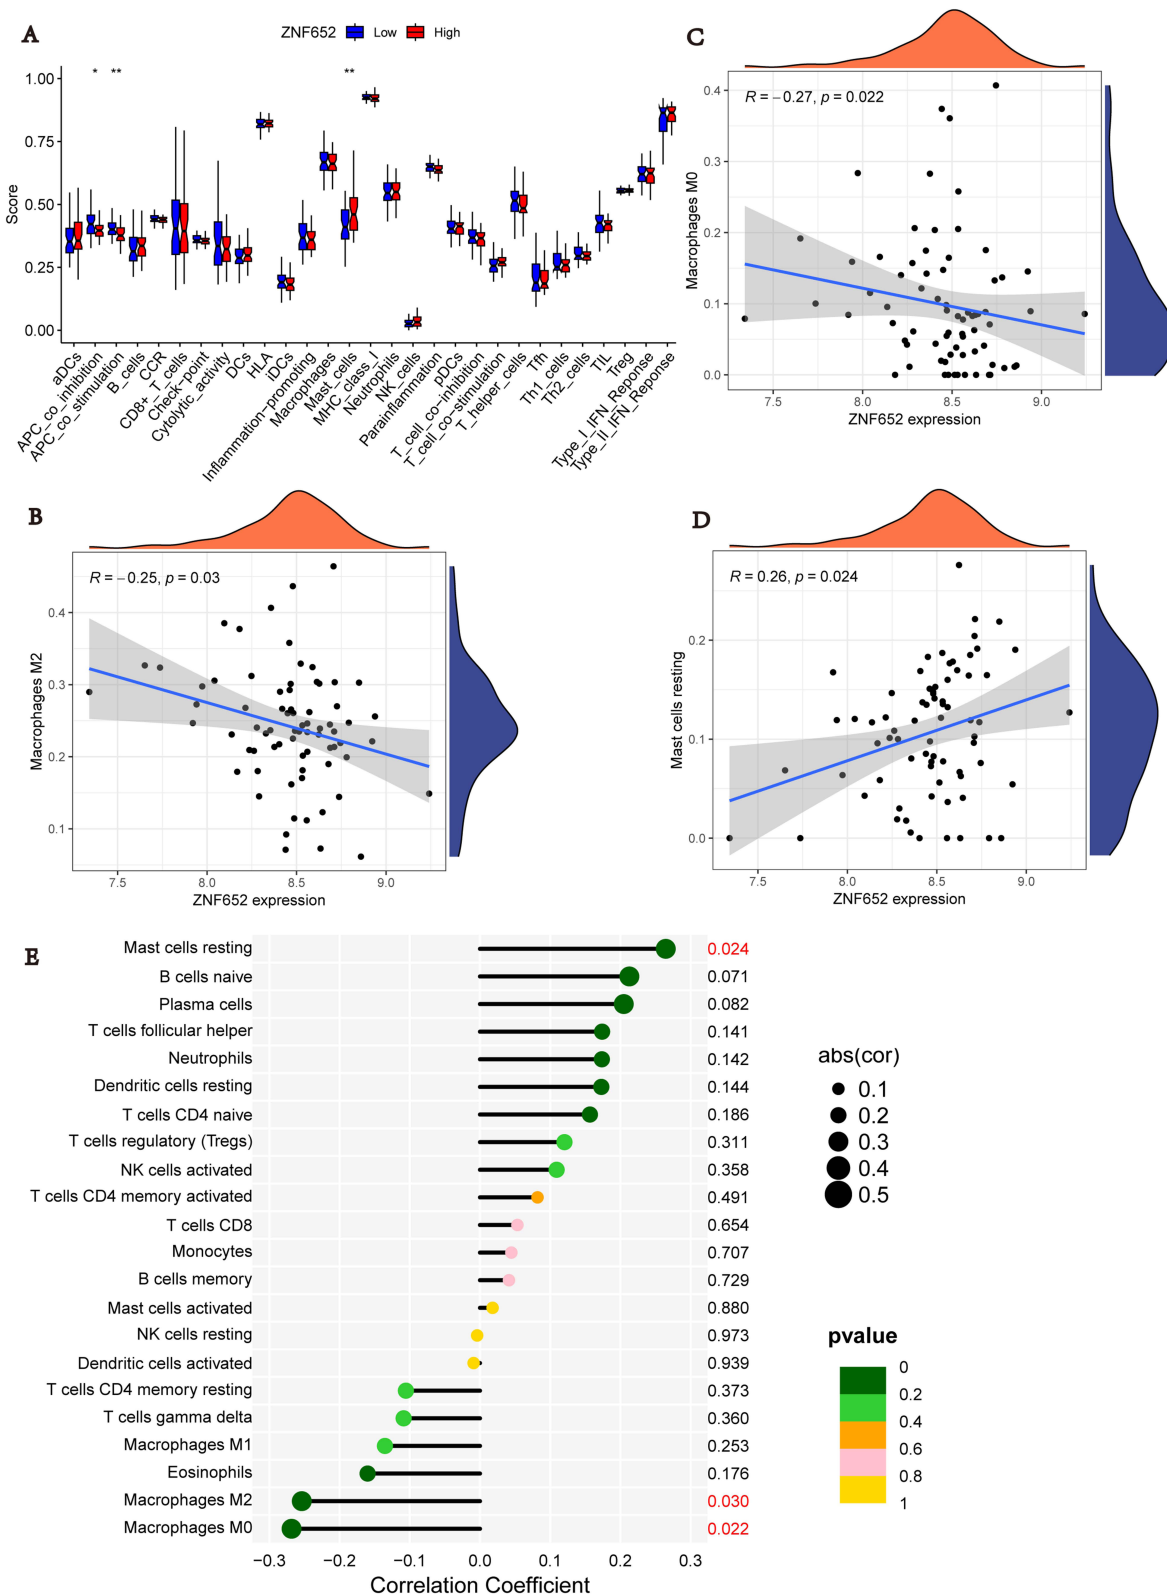 A
ZNF652 Low High
* ** **
Score
1.00
0.75
0.50
0.25
0.00
aDCs
APC_co_inhibition
APC_co_stimulation
B_cells
CCR
CD8+_T_cells
Check-point
Cytolytic_activity
DCs
HLA
iDCs
Inflammation-promoting
Macrophages
Mast_cells
MHC_class_I
Neutrophils
NK_cells
Parainflammation
pDCs
T_cell_co-inhibition
T_cell_co-stimulation
T_helper_cells
Tfh
Th1_cells
Th2_cells
TIL
Treg
Type_I_IFN_Reponse
Type_II_IFN_Reponse
C
R = −0.27, p = 0.022
Macrophages M0
0.4
0.3
0.2
0.1
0.0
7.5 8.0 8.5 9.0
ZNF652 expression
B
R = −0.25, p = 0.03
Macrophages M2
0.4
0.3
0.2
0.1
7.5 8.0 8.5 9.0
ZNF652 expression
D
R = 0.26, p = 0.024
Mast cells resting
0.2
0.1
0.0
7.5 8.0 8.5 9.0
ZNF652 expression
E
Mast cells resting 0.024
B cells naive 0.071
Plasma cells 0.082
T cells follicular helper 0.141
Neutrophils 0.142
Dendritic cells resting 0.144
T cells CD4 naive 0.186
T cells regulatory (Tregs) 0.311
NK cells activated 0.358
T cells CD4 memory activated 0.491
T cells CD8 0.654
Monocytes 0.707
B cells memory 0.729
Mast cells activated 0.880
NK cells resting 0.973
Dendritic cells activated 0.939
T cells CD4 memory resting 0.373
T cells gamma delta 0.360
Macrophages M1 0.253
Eosinophils 0.176
Macrophages M2 0.030
Macrophages M0 0.022
−0.3 −0.2 −0.1 0.0 0.1 0.2 0.3
Correlation Coefficient
abs(cor)
0.1
0.2
0.3
0.4
0.5
pvalue
0
0.2
0.4
0.6
0.8
1